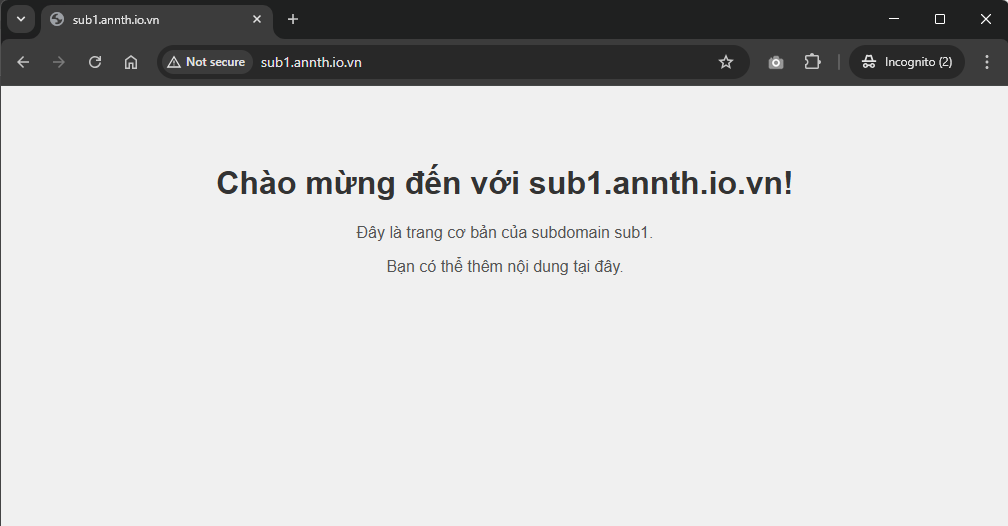 sub1.annth.io.vn
Not secure sub1.annth.io.vn Incognito (2)
Chào mừng đến với sub1.annth.io.vn!
Đây là trang cơ bản của subdomain sub1.
Bạn có thể thêm nội dung tại đây.